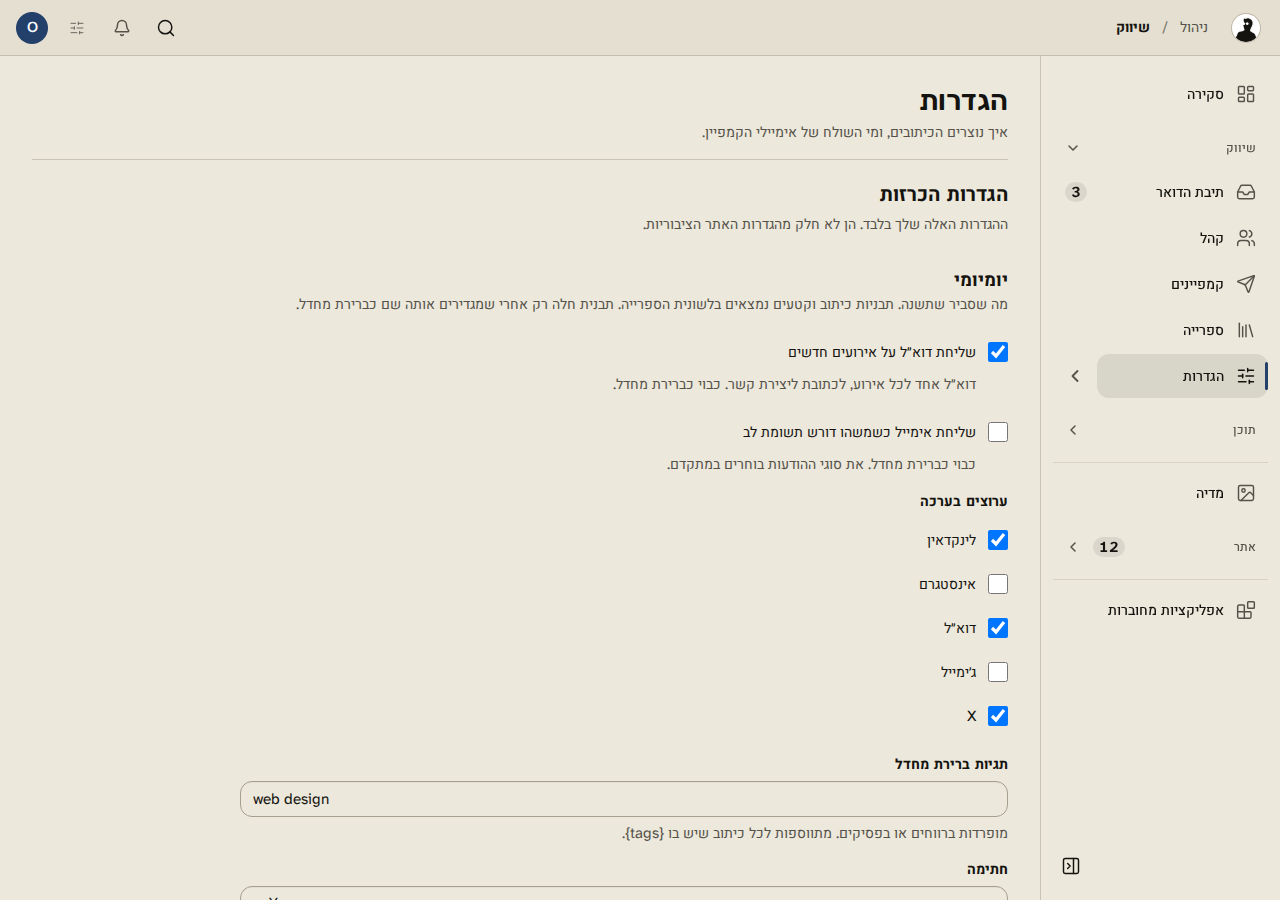 ניהול / שיווק
O
סקירה
שיווק
תיבת הדואר 3
קהל
קמפיינים
ספרייה
הגדרות
תוכן
מדיה
אתר 12
אפליקציות מחוברות
הגדרות
איך נוצרים הכיתובים, ומי השולח של אימיילי הקמפיין.
הגדרות הכרזות
ההגדרות האלה שלך בלבד. הן לא חלק מהגדרות האתר הציבוריות.
יומיומי
מה שסביר שתשנה. תבניות כיתוב וקטעים נמצאים בלשונית הספרייה. תבנית חלה רק אחרי שמגדירים אותה שם כברירת מחדל.
שליחת דוא״ל על אירועים חדשים
דוא״ל אחד לכל אירוע, לכתובת ליצירת קשר. כבוי כברירת מחדל.
שליחת אימייל כשמשהו דורש תשומת לב
כבוי כברירת מחדל. את סוגי ההודעות בוחרים במתקדם.
ערוצים בערכה
לינקדאין
אינסטגרם
דוא״ל
ג׳ימייל
X
תגיות ברירת מחדל
web design
מופרדות ברווחים או בפסיקים. מתווספות לכל כיתוב שיש בו {tags}.
חתימה